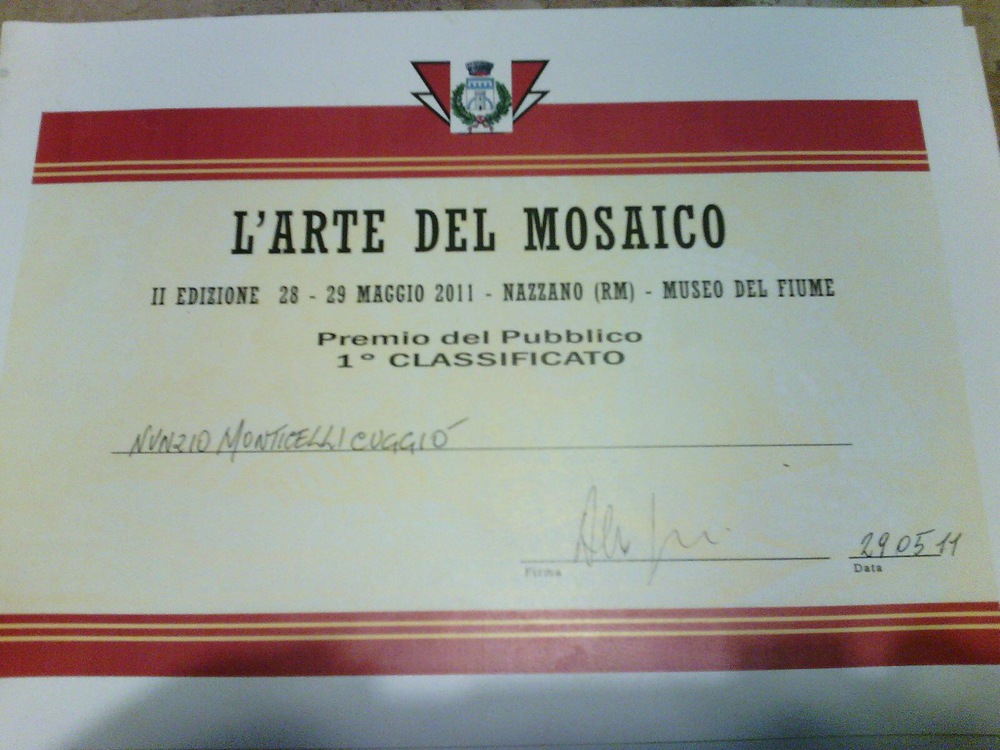 L'ARTE DEL MOSAICO
II EDIZIONE 28 - 29 MAGGIO 2011 - NAZZANO (RM) - MUSEO DEL FIUME
Premio del Pubblico
1° CLASSIFICATO
NUNZIO MONTICELLI CUGGIÓ
Firma
29 05 11
Data